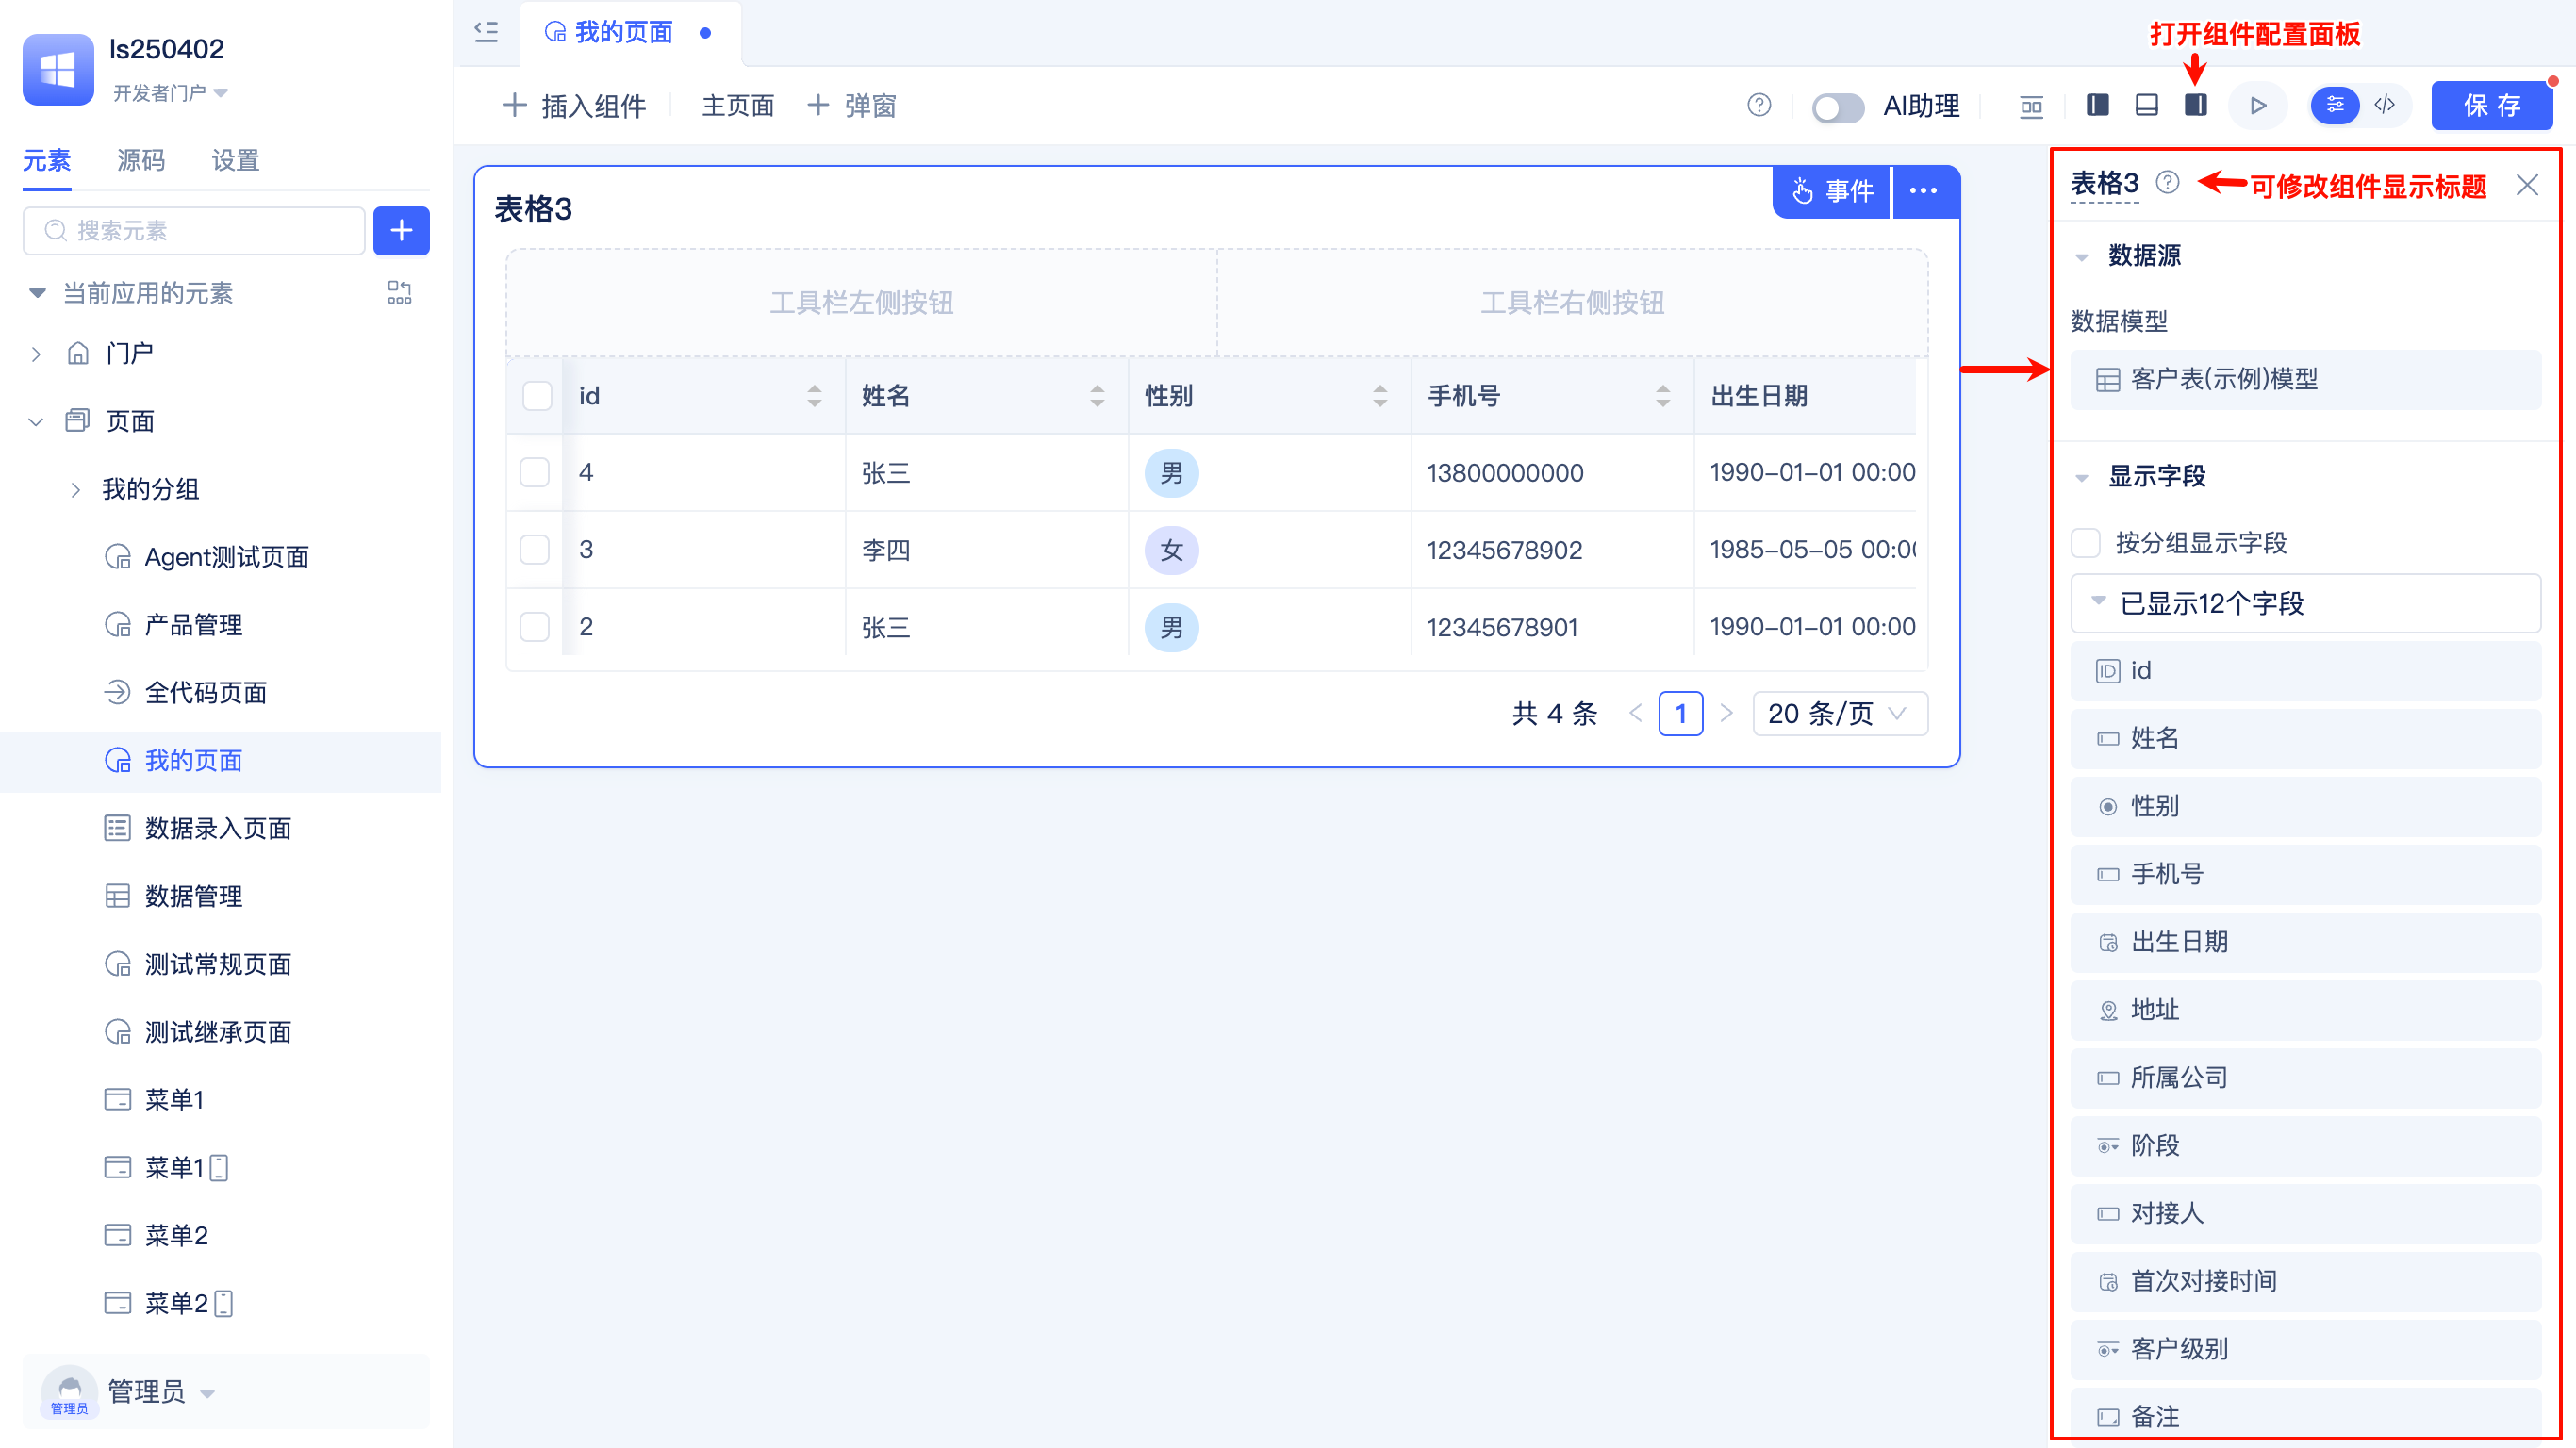 ls250402
开发者门户
元素 源码 设置
搜索元素
当前应用的元素
门户
页面
我的分组
Agent测试页面
产品管理
全代码页面
我的页面
数据录入页面
数据管理
测试常规页面
测试继承页面
菜单1
菜单1
菜单2
菜单2
管理员
管理员
我的页面
打开组件配置面板
插入组件 主页面 弹窗
AI助理
保 存
表格3
事件
工具栏左侧按钮 工具栏右侧按钮
id 姓名 性别 手机号 出生日期
4 张三 男 13800000000 1990-01-01 00:00
3 李四 女 12345678902 1985-05-05 00:00
2 张三 男 12345678901 1990-01-01 00:00
共 4 条 1 20 条/页
表格3
可修改组件显示标题
数据源
数据模型
客户表(示例)模型
显示字段
按分组显示字段
已显示12个字段
id
姓名
性别
手机号
出生日期
地址
所属公司
阶段
对接人
首次对接时间
客户级别
备注